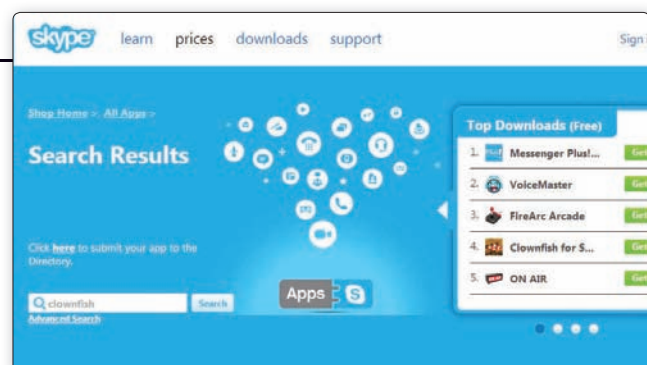 skype learn prices downloads support Sign
Shop Home > All Apps >
Search Results
Click here to submit your app to the
Directory.
clownfish Search
Advanced Search
Apps S
Top Downloads (Free)
1. Messenger Plus!... Get
2. VoiceMaster Get
3. FireArc Arcade Get
4. Clownfish for S... Get
5. ON AIR Get